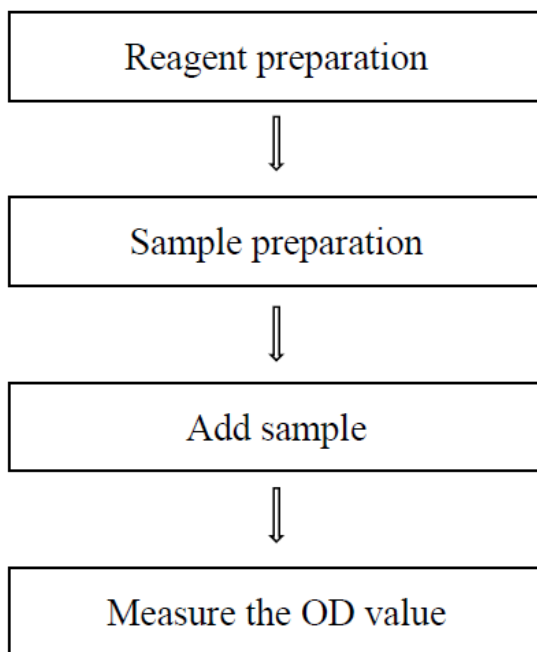 Reagent preparation
Sample preparation
Add sample
Measure the OD value